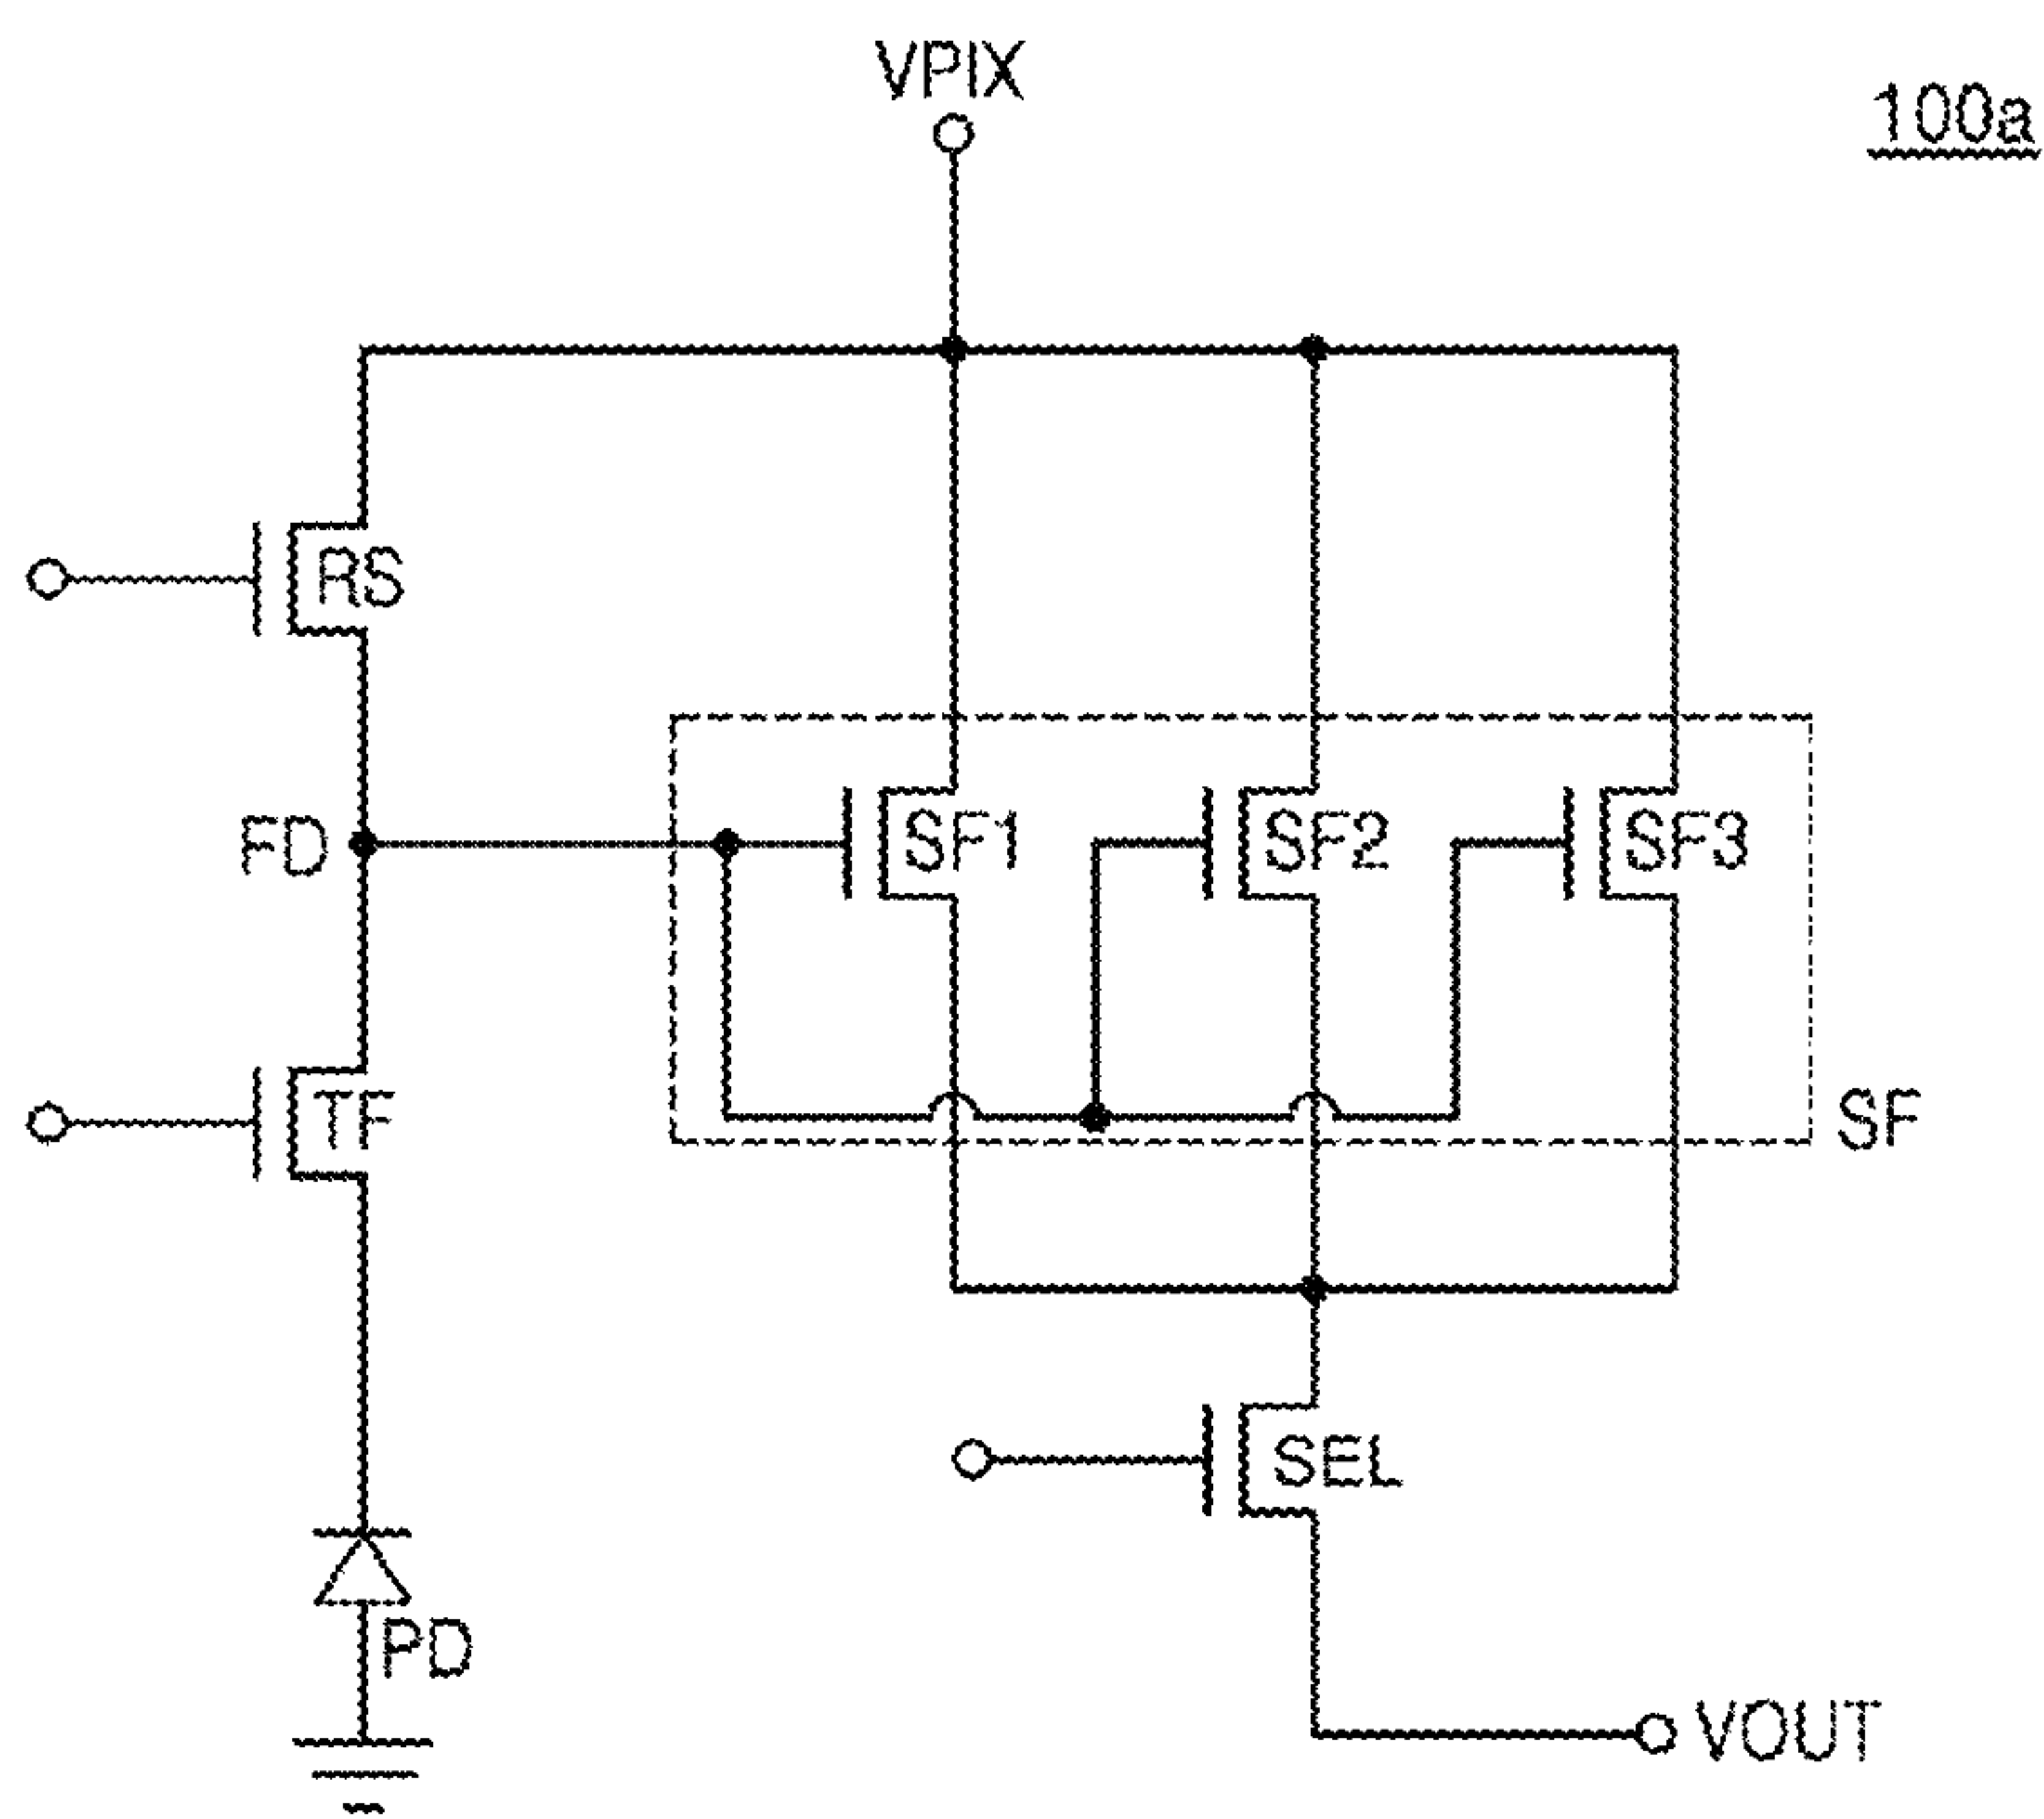 VPIX
100a
RS
FD
SF1
SF2
SF3
TF
SF
SEL
PD
VOUT